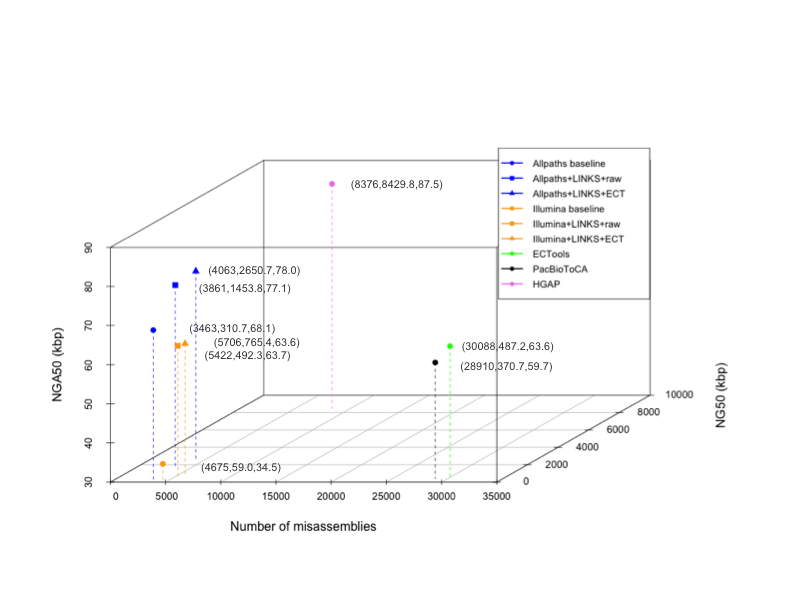 Allpaths baseline
Allpaths+LINKS+raw
Allpaths+LINKS+ECT
Illumina baseline
Illumina+LINKS+raw
Illumina+LINKS+ECT
ECTools
PacBioToCA
HGAP
(8376,8429.8,87.5)
90
(4063,2650.7,78.0)
80
(3861,1453.8,77.1)
70
(3463,310.7,68.1)
(5706,765.4,63.6)
(30088,487.2,63.6)
(5422,492.3,63.7)
60
(28910,370.7,59.7)
NGA50 (kbp)
NG50 (kbp)
50
10000
8000
40
6000
4000
(4675,59.0,34.5)
2000
30
0
0 5000 10000 15000 20000 25000 30000 35000
Number of misassemblies